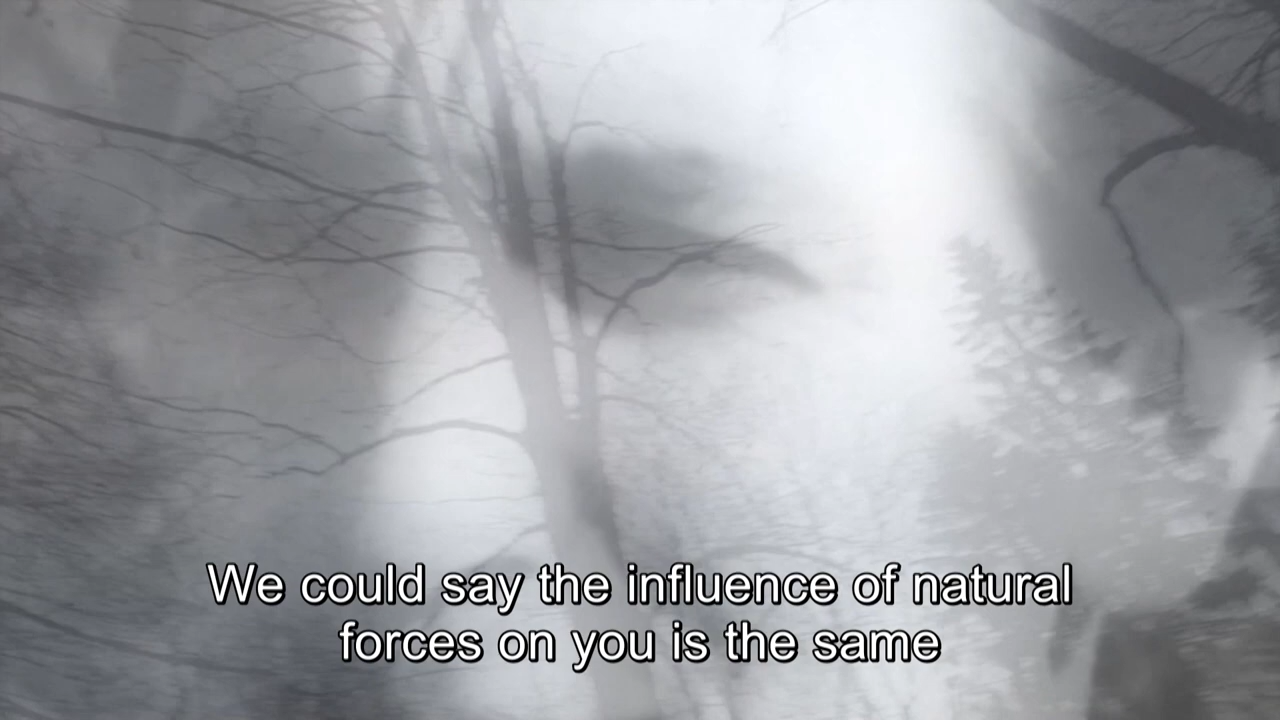 We could say the influence of natural
forces on you is the same